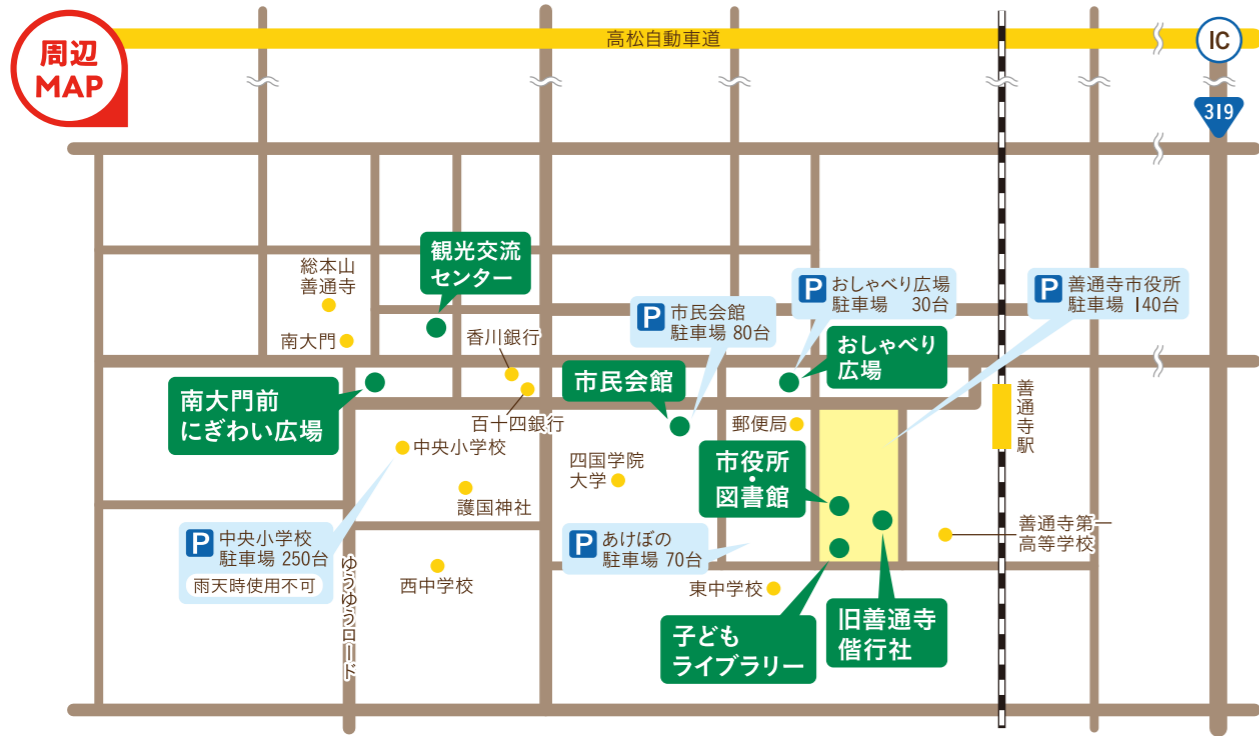 周辺
MAP
高松自動車道
IC
319
総本山
善通寺
南大門
観光交流
センター
香川銀行
百十四銀行
南大門前
にぎわい広場
P 市民会館
駐車場 80台
P おしゃべり広場
駐車場 30台
P 善通寺市役所
駐車場 140台
市民会館
おしゃべり
広場
郵便局
善通寺駅
中央小学校
護国神社
四国学院
大学
市役所
・
図書館
P 中央小学校
駐車場 250台
雨天時使用不可
ゆうゆうロード
西中学校
P あけぼの
駐車場 70台
東中学校
善通寺第一
高等学校
子ども
ライブラリー
旧善通寺
偕行社